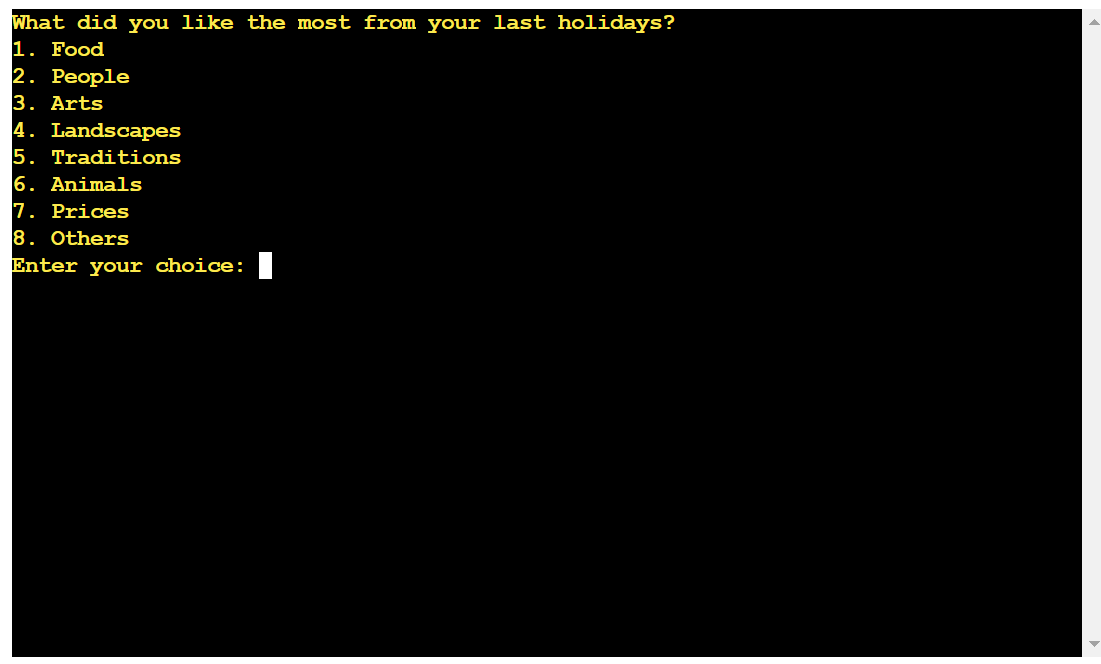 What did you like the most from your last holidays?
1. Food
2. People
3. Arts
4. Landscapes
5. Traditions
6. Animals
7. Prices
8. Others
Enter your choice: